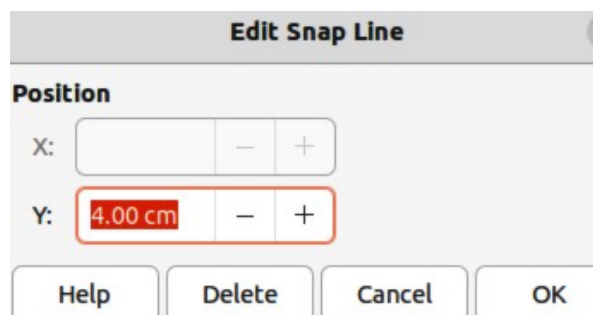 Edit Snap Line
Position
X: - +
Y: 4.00 cm - +
Help Delete Cancel OK